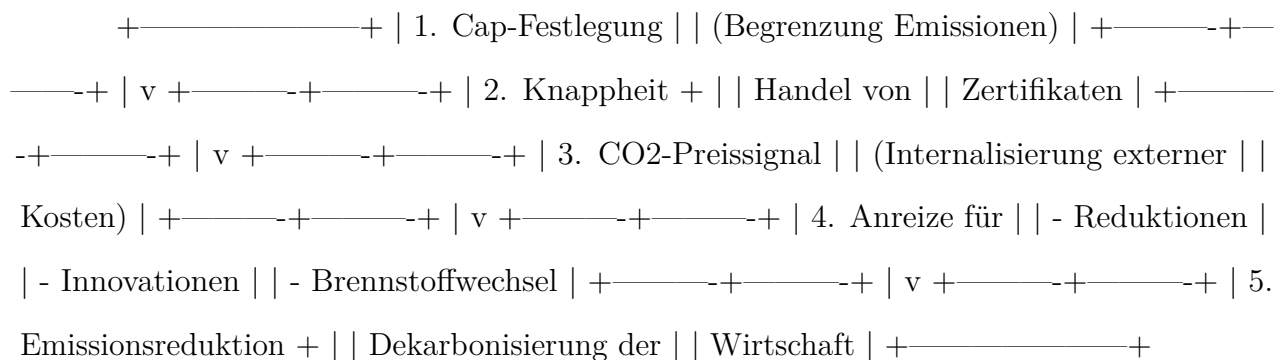 +———————–+ | 1. Cap-Festlegung | | (Begrenzung Emissionen) | +———-+—
——-+ | v +———-+———-+ | 2. Knappheit + | | Handel von | | Zertifikaten | +———
-+———-+ | v +———-+———-+ | 3. CO2-Preissignal | | (Internalisierung externer | |
Kosten) | +———-+———-+ | v +———-+———-+ | 4. Anreize für | | - Reduktionen |
| - Innovationen | | - Brennstoffwechsel | +———-+———-+ | v +———-+———-+ | 5.
Emissionsreduktion + | | Dekarbonisierung der | | Wirtschaft | +———————–+